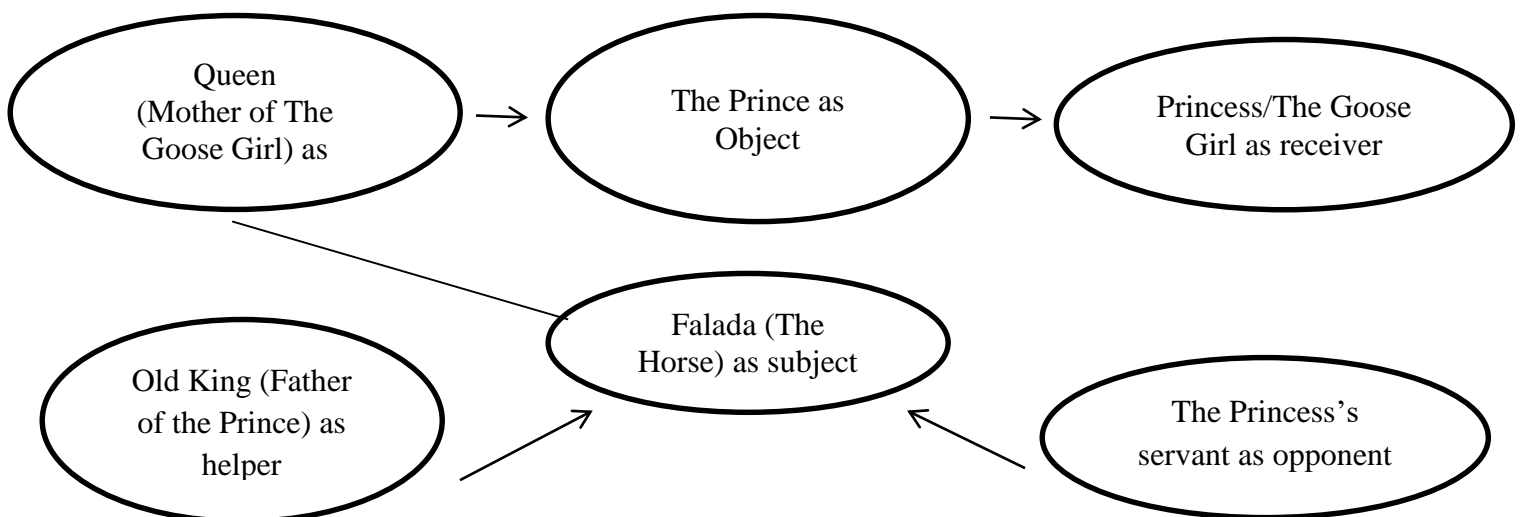 Queen
(Mother of The
Goose Girl) as
The Prince as
Object
Princess/The Goose
Girl as receiver
Falada (The
Horse) as subject
Old King (Father
of the Prince) as
helper
The Princess’s
servant as opponent